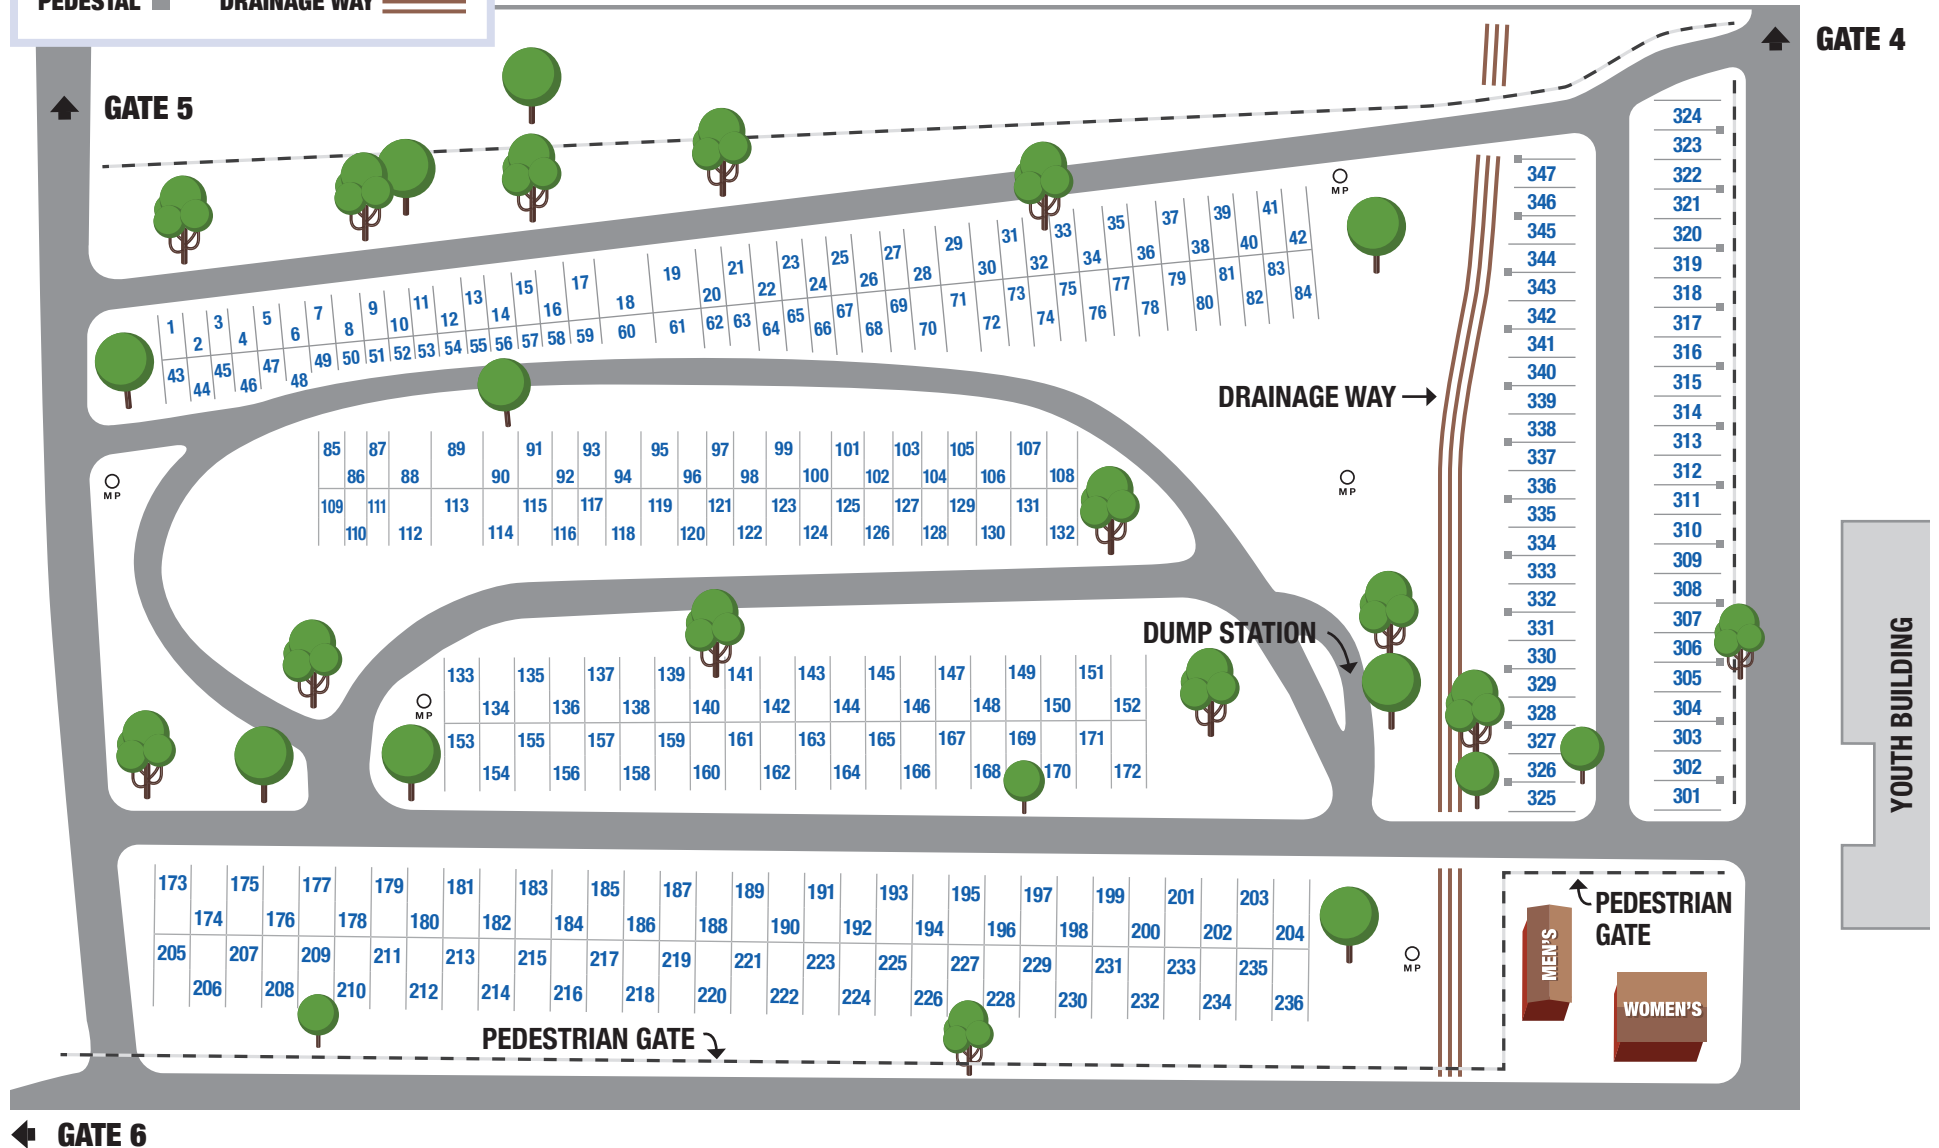 PEDESTAL DRAINAGE WAY
GATE 4
GATE 5
324
323
322
321
320
319
318
317
316
315
314
313
312
311
310
309
308
307
306
305
304
303
302
301
347
346
345
344
343
342
341
340
339
338
337
336
335
334
333
332
331
330
329
328
327
326
325
MP
1 2 3 4 5 6 7 8 9 10 11 12 13 14 15 16 17 18 19 20 21 22 23 24 25 26 27 28 29 30 31 32 33 34 35 36 37 38 39 40 41 42
43 44 45 46 47 48 49 50 51 52 53 54 55 56 57 58 59 60 61 62 63 64 65 66 67 68 69 70 71 72 73 74 75 76 77 78 79 80 81 82 83 84
DRAINAGE WAY
85 87 89 91 93 95 97 99 101 103 105 107
86 88 90 92 94 96 98 100 102 104 106 108
MP
MP
109 111 113 115 117 119 121 123 125 127 129 131
110 112 114 116 118 120 122 124 126 128 130 132
DUMP STATION
YOUTH BUILDING
133 135 137 139 141 143 145 147 149 151
MP
134 136 138 140 142 144 146 148 150 152
153 155 157 159 161 163 165 167 169 171
154 156 158 160 162 164 166 168 170 172
173 175 177 179 181 183 185 187 189 191 193 195 197 199 201 203
174 176 178 180 182 184 186 188 190 192 194 196 198 200 202 204
205 207 209 211 213 215 217 219 221 223 225 227 229 231 233 235
206 208 210 212 214 216 218 220 222 224 226 228 230 232 234 236
MP
PEDESTRIAN
GATE
MEN'S
WOMEN'S
PEDESTRIAN GATE
GATE 6